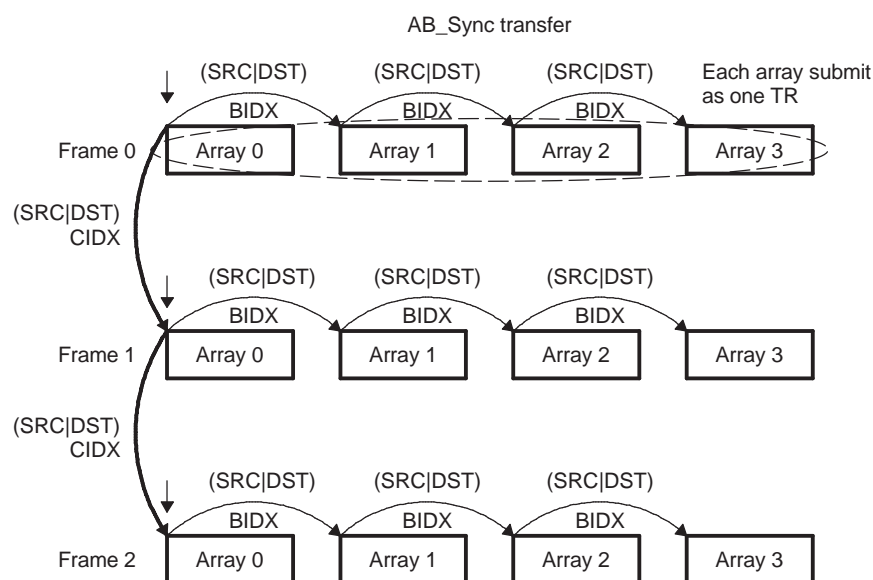 AB_Sync transfer
(SRC|DST) (SRC|DST) (SRC|DST) Each array submit
as one TR
BIDX BIDX BIDX
Frame 0 Array 0 Array 1 Array 2 Array 3
(SRC|DST)
CIDX
(SRC|DST) (SRC|DST) (SRC|DST)
BIDX BIDX BIDX
Frame 1 Array 0 Array 1 Array 2 Array 3
(SRC|DST)
CIDX
(SRC|DST) (SRC|DST) (SRC|DST)
BIDX BIDX BIDX
Frame 2 Array 0 Array 1 Array 2 Array 3